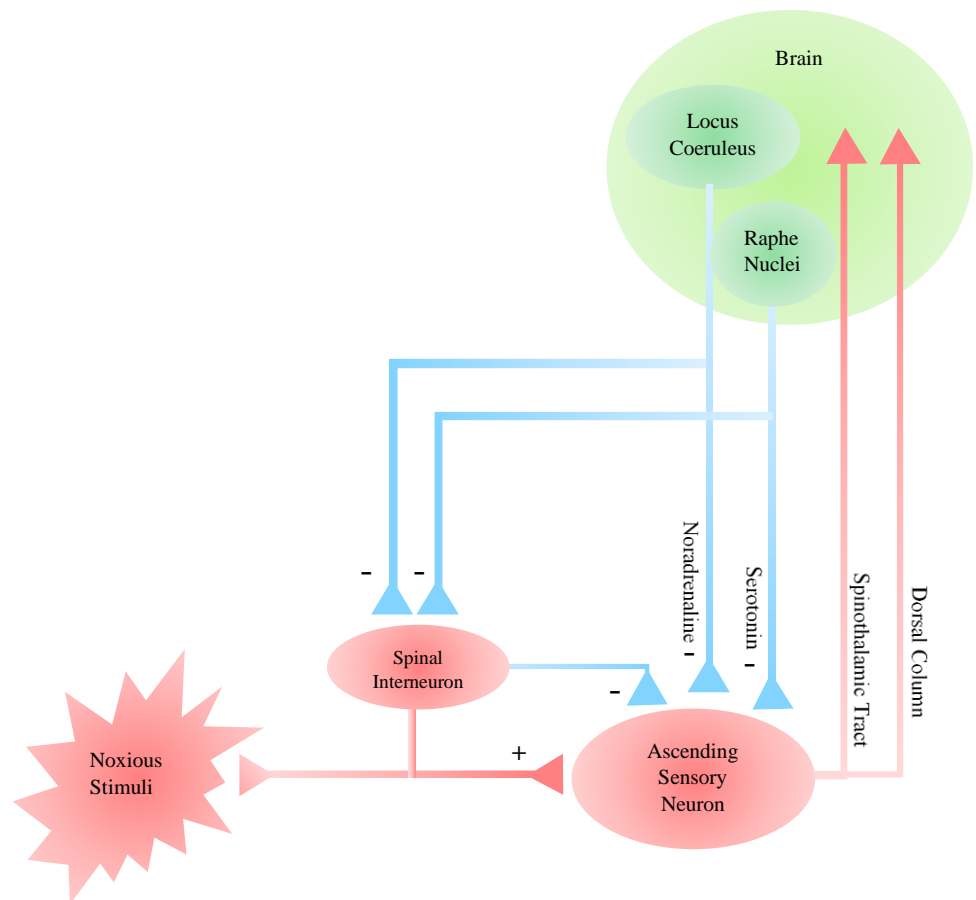 Brain
Locus
Coeruleus
Raphe
Nuclei
Noradrenaline
Serotonin
Spinothalamic Tract
Dorsal Column
-
-
-
-
Spinal
Interneuron
-
Noxious
Stimuli
+
Ascending
Sensory
Neuron